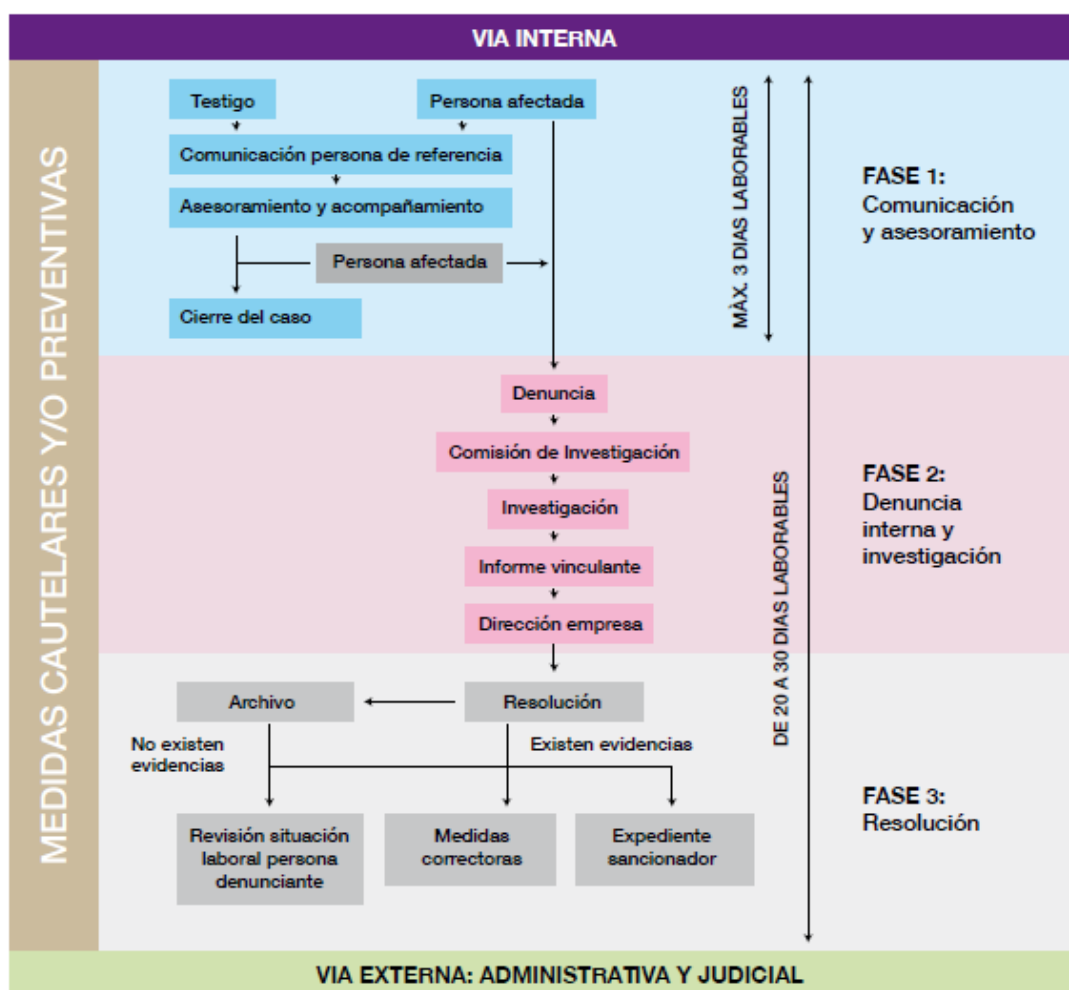 VIA INTERNA
MEDIDAS CAUTELARES Y/O PREVENTIVAS
Testigo
Persona afectada
Comunicación persona de referencia
Asesoramiento y acompañamiento
Persona afectada
Cierre del caso
MÀX. 3 DIAS LABORABLES
FASE 1:
Comunicación
y asesoramiento
Denuncia
Comisión de Investigación
Investigación
Informe vinculante
Dirección empresa
DE 20 A 30 DIAS LABORABLES
FASE 2:
Denuncia
interna y
investigación
Archivo
Resolución
No existen
evidencias
Existen evidencias
Revisión situación
laboral persona
denunciante
Medidas
correctoras
Expediente
sancionador
FASE 3:
Resolución
VIA EXTERNA: ADMINISTRATIVA Y JUDICIAL